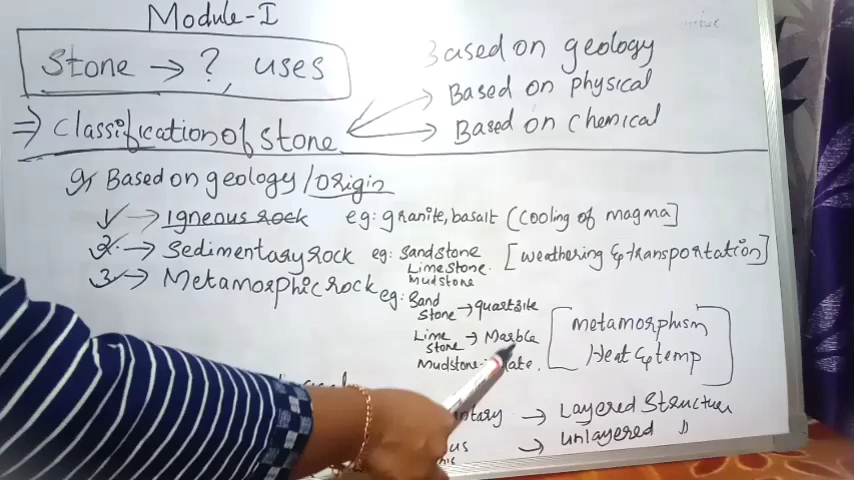 Module-I
Stone → ?, uses
Based on geology
Based on physical
⇒ Classification of stone
Based on chemical
Based on geology/origin
1 → Igneous rock eg: granite, basalt (cooling of magma]
2. → Sedimentary rock eg: Sandstone [weathering & transportation]
Limestone.
Mudstone
3 → Metamorphic rock eg: Sand stone → quartzite
Lime stone → Marble
Mudstone
[metamorphism
Heat & temp]
→ Layered Structure
→ unlayered "